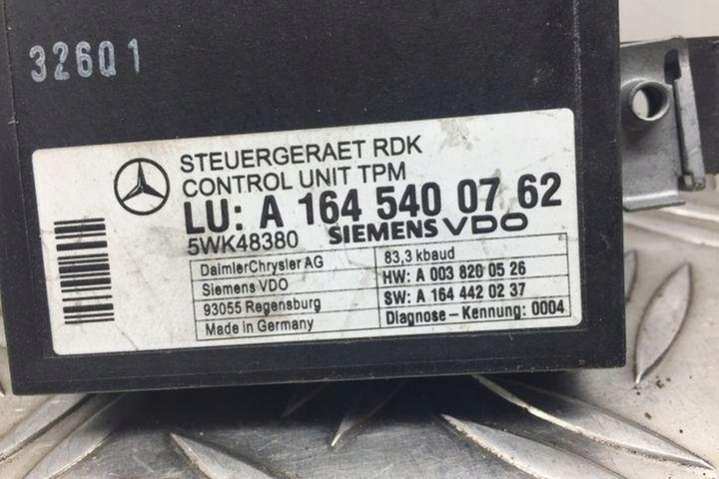 32601
STEUERGERAET RDK
CONTROL UNIT TPM
LU: A 164 540 07 62
5WK48380 SIEMENS VDO
DaimlerChrysler AG
Siemens VDO
93055 Regensburg
Made in Germany
83,3 kbaud
HW: A 003 820 05 26
SW: A 164 442 02 37
Diagnose - Kennung: 0004